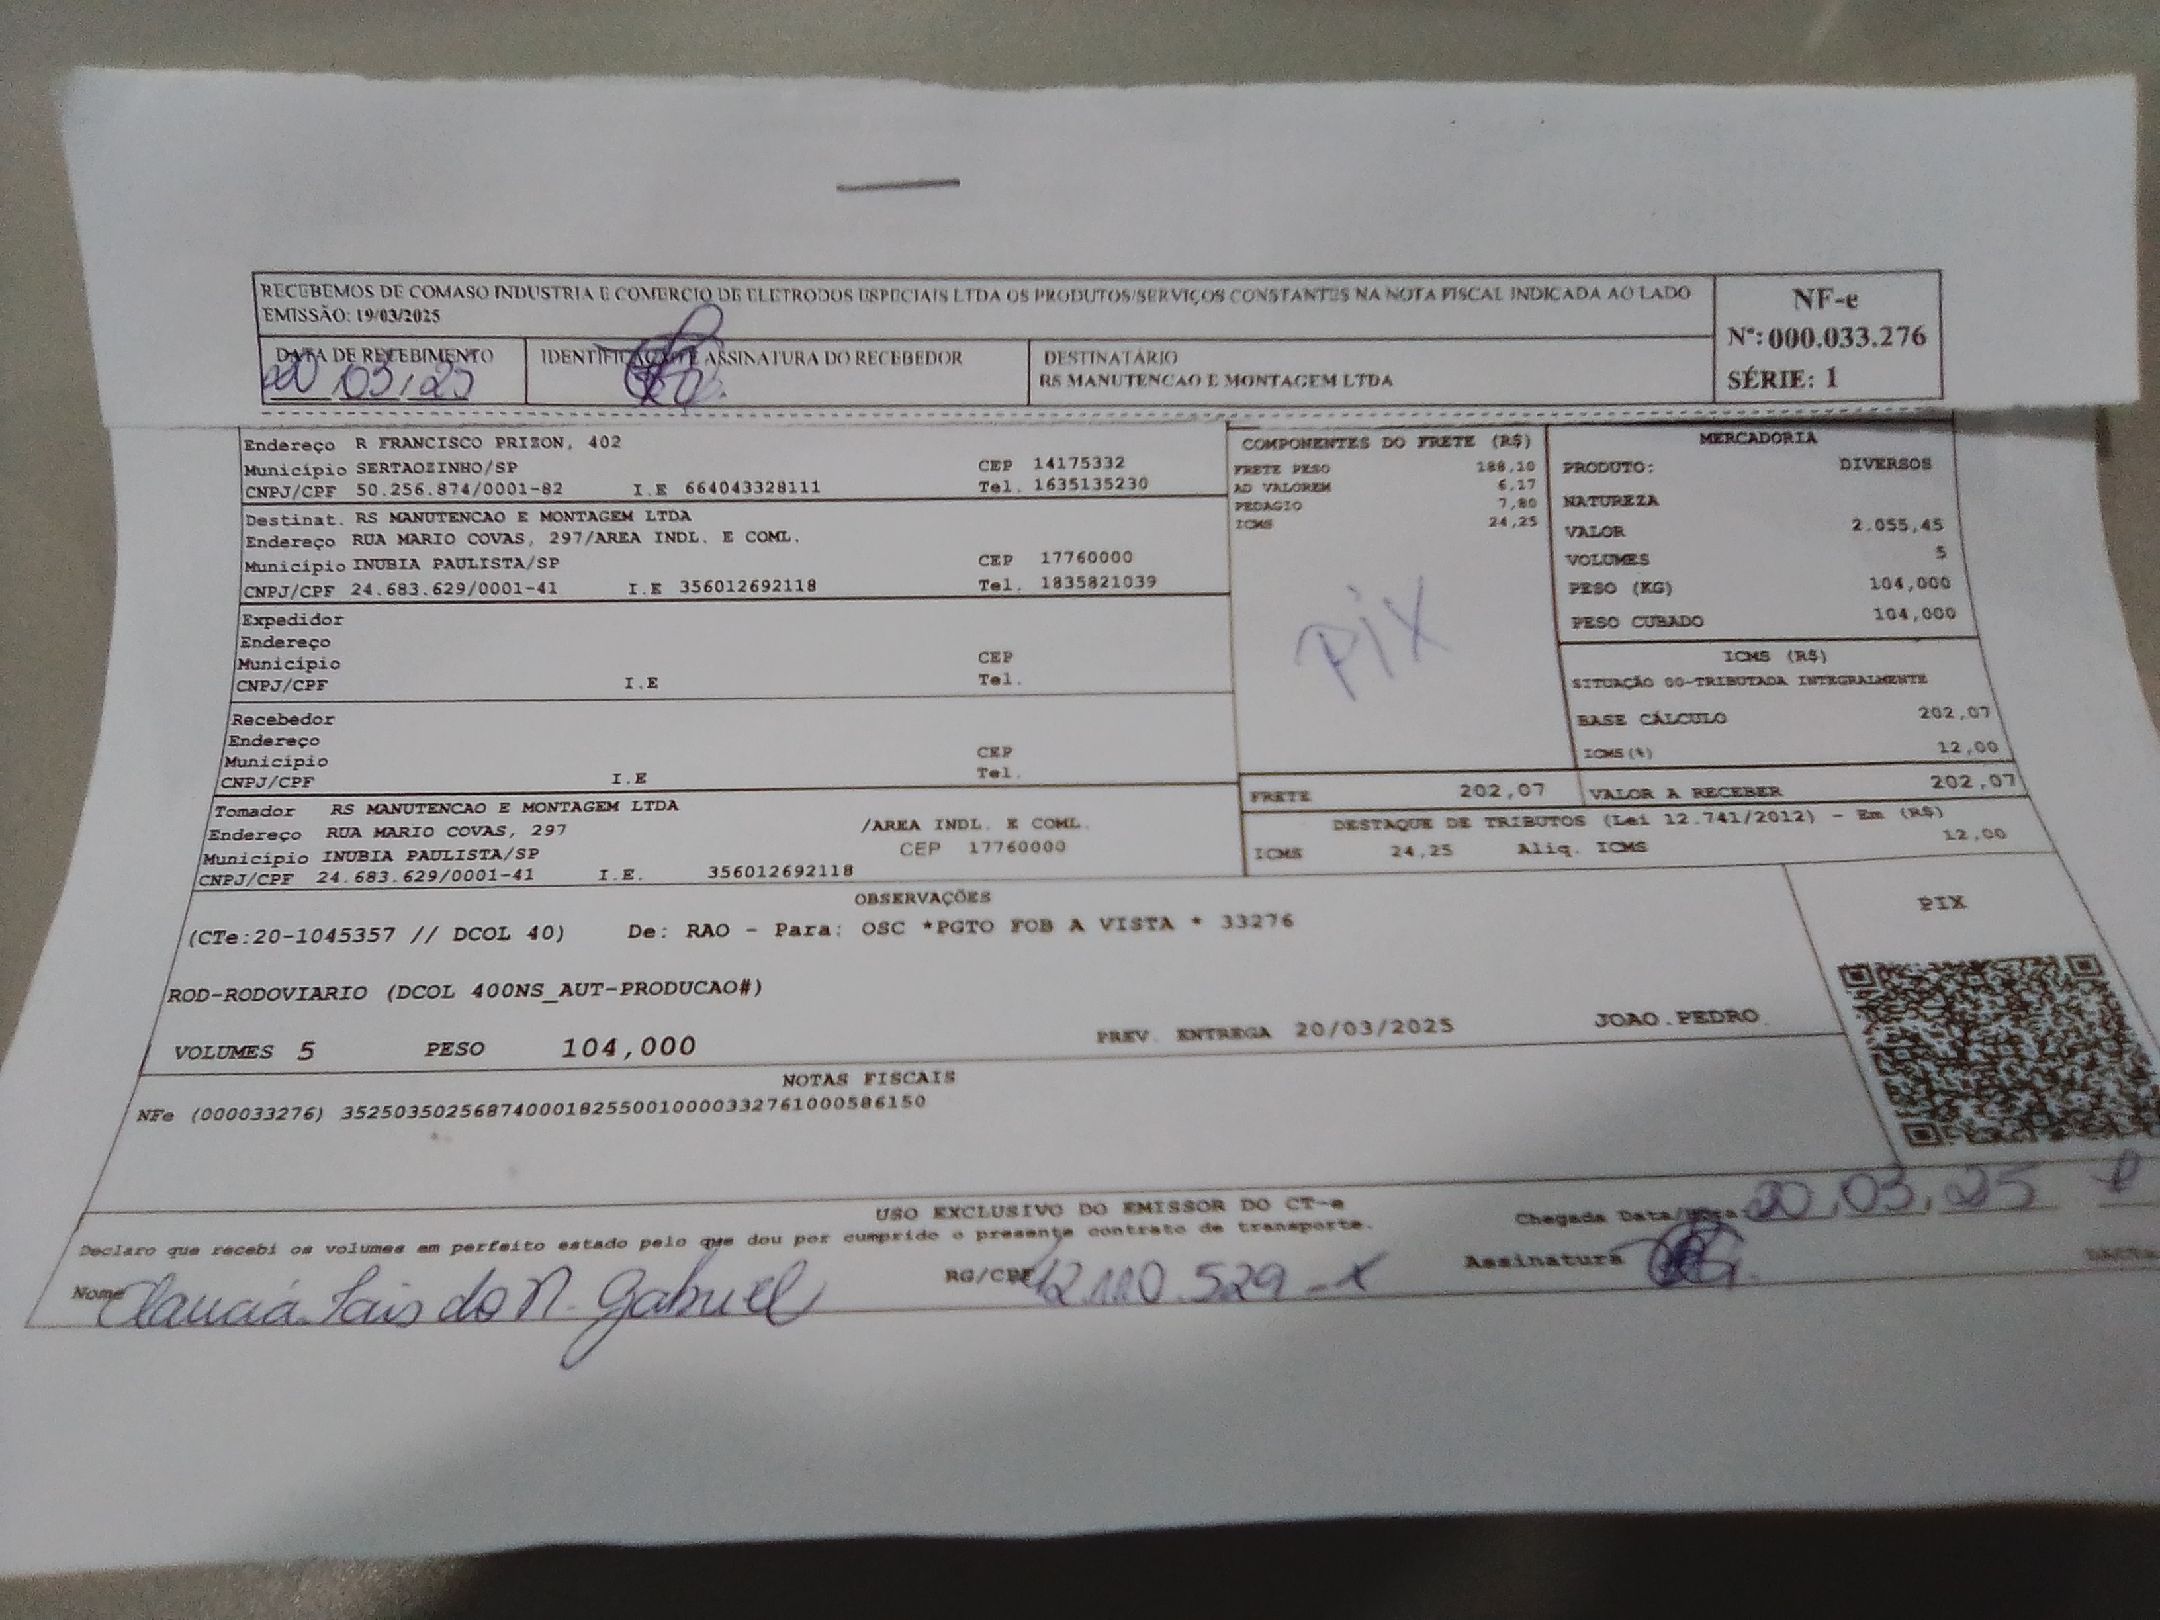 RECEBEMOS DE COMASO INDUSTRIA E COMERCIO DE ELETRODOS ESPECIAIS LTDA OS PRODUTOS/SERVIÇOS CONSTANTES NA NOTA FISCAL INDICADA AO LADO
EMISSÃO: 19/03/2025
NF-e
Nº: 000.033.276
SÉRIE: 1
DATA DE RECEBIMENTO
20/03/25
IDENTIFICAÇÃO E ASSINATURA DO RECEBEDOR
DESTINATÁRIO
RS MANUTENCAO E MONTAGEM LTDA
Endereço R FRANCISCO PRIZON, 402
Município SERTAOZINHO/SP CEP 14175332
CNPJ/CPF 50.256.874/0001-82 I.E 664043328111 Tel. 1635135230
Destinat. RS MANUTENCAO E MONTAGEM LTDA
Endereço RUA MARIO COVAS, 297/AREA INDL. E COML.
Município INUBIA PAULISTA/SP CEP 17760000
CNPJ/CPF 24.683.629/0001-41 I.E 356012692118 Tel. 1835821039
Expedidor
Endereço
Município CEP
CNPJ/CPF I.E Tel.
Recebedor
Endereço
Município CEP
CNPJ/CPF I.E Tel.
Tomador RS MANUTENCAO E MONTAGEM LTDA
Endereço RUA MARIO COVAS, 297 /AREA INDL. E COML.
Município INUBIA PAULISTA/SP CEP 17760000
CNPJ/CPF 24.683.629/0001-41 I.E. 356012692118
COMPONENTES DO FRETE (R$)
FRETE PESO 188,10
AD VALOREM 6,17
PEDAGIO 7,80
ICMS 24,25
PIX
MERCADORIA
PRODUTO: DIVERSOS
NATUREZA
VALOR 2.055,45
VOLUMES 5
PESO (KG) 104,000
PESO CUBADO 104,000
ICMS (R$)
SITUAÇÃO 00-TRIBUTADA INTEGRALMENTE
BASE CÁLCULO 202,07
ICMS(%) 12,00
FRETE 202,07 VALOR A RECEBER 202,07
DESTAQUE DE TRIBUTOS (Lei 12.741/2012) - Em (R$)
ICMS 24,25 Aliq. ICMS 12,00
OBSERVAÇÕES
(CTe:20-1045357 // DCOL 40) De: RAO - Para: OSC *PGTO FOB A VISTA * 33276
ROD-RODOVIARIO (DCOL 400NS_AUT-PRODUCAO#)
VOLUMES 5 PESO 104,000 PREV. ENTREGA 20/03/2025 JOAO.PEDRO
PIX
NOTAS FISCAIS
NFe (000033276) 35250350256874000182550010000332761000586150
USO EXCLUSIVO DO EMISSOR DO CT-e
Declaro que recebi os volumes em perfeito estado pelo que dou por cumprido o presente contrato de transporte.
Chegada Data/Hora 20/03/25
Nome do N. Gabriel RG/CPF 42.110.529-X Assinatura